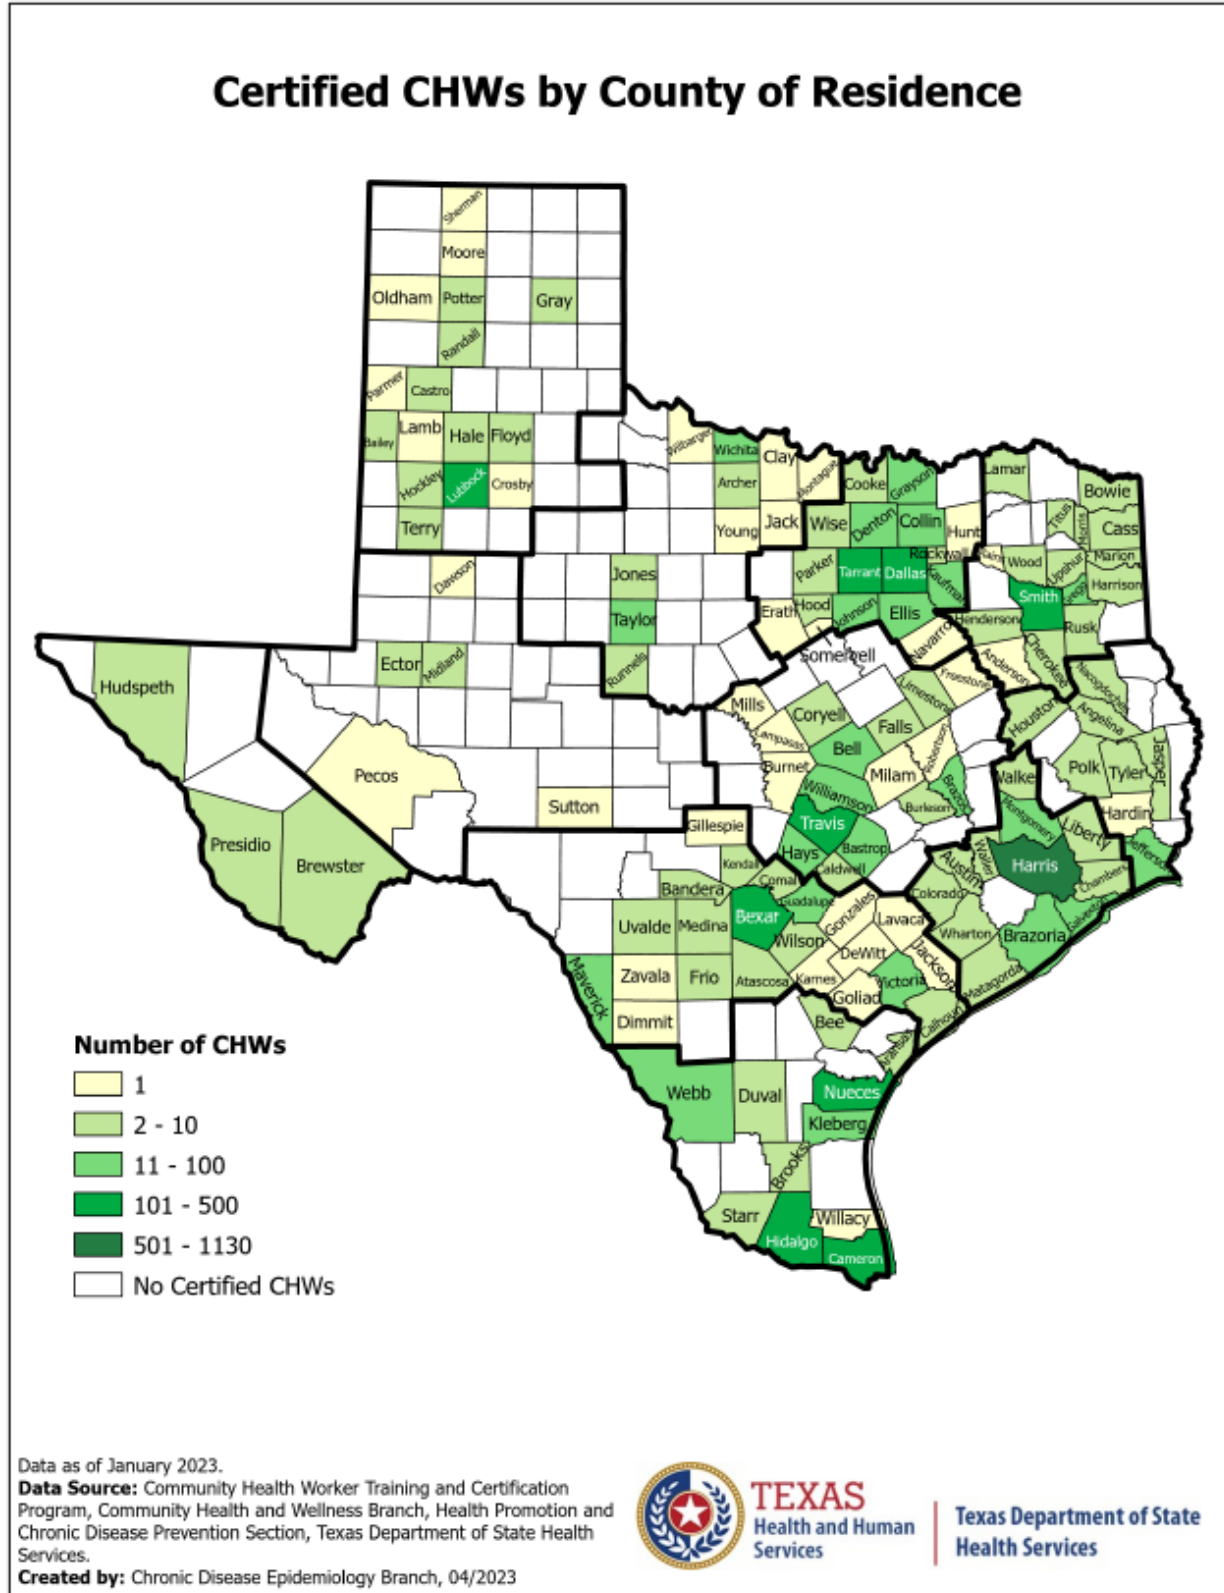 Certified CHWs by County of Residence
Sherman
Moore
Oldham
Potter
Gray
Randall
Parmer
Castro
Bailey
Lamb
Hale
Floyd
Hockley
Lubbock
Crosby
Terry
Wilbarger
Wichita
Clay
Montague
Archer
Young
Jack
Cooke
Grayson
Wise
Denton
Collin
Hunt
Rockwall
Parker
Tarrant
Dallas
Kaufman
Erath
Hood
Johnson
Ellis
Navarro
Somervell
Lamar
Bowie
Titus
Morris
Cass
Rains
Wood
Upshur
Marion
Harrison
Smith
Gregg
Henderson
Rusk
Cherokee
Anderson
Dawson
Jones
Taylor
Runnels
Ector
Midland
Hudspeth
Pecos
Sutton
Presidio
Brewster
Mills
Coryell
Lampasas
Limestone
Freestone
Falls
Bell
Burnet
Milam
Robertson
Williamson
Brazos
Burleson
Travis
Hays
Bastrop
Caldwell
Nacogdoches
Houston
Angelina
Polk
Tyler
Jasper
Walker
Montgomery
Liberty
Hardin
Jefferson
Harris
Chambers
Waller
Austin
Colorado
Galveston
Wharton
Brazoria
Matagorda
Gillespie
Kendall
Comal
Bandera
Guadalupe
Bexar
Gonzales
Lavaca
Uvalde
Medina
Wilson
DeWitt
Jackson
Zavala
Frio
Atascosa
Karnes
Victoria
Goliad
Maverick
Dimmit
Calhoun
Bee
Aransas
Webb
Duval
Nueces
Kleberg
Brooks
Starr
Hidalgo
Willacy
Cameron
Number of CHWs
1
2 - 10
11 - 100
101 - 500
501 - 1130
No Certified CHWs
Data as of January 2023.
Data Source: Community Health Worker Training and Certification
Program, Community Health and Wellness Branch, Health Promotion and
Chronic Disease Prevention Section, Texas Department of State Health
Services.
Created by: Chronic Disease Epidemiology Branch, 04/2023
TEXAS
Health and Human
Services
Texas Department of State
Health Services